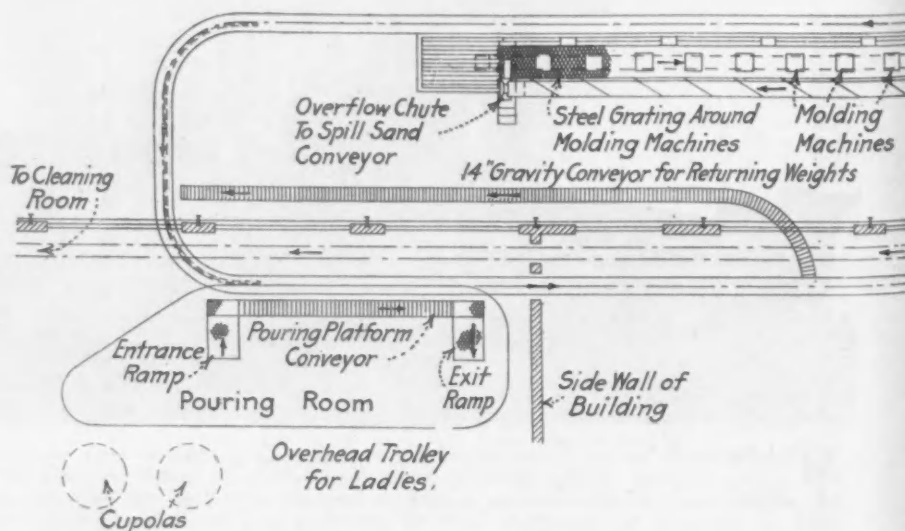 Overflow Chute
To Spill Sand
Conveyor
Steel Grating Around
Molding Machines
Molding
Machines
14" Gravity Conveyor for Returning Weights
To Cleaning
Room
Entrance
Ramp
Pouring Platform
Conveyor
Exit
Ramp
Pouring Room
Side Wall of
Building
Overhead Trolley
for Ladles.
Cupolas